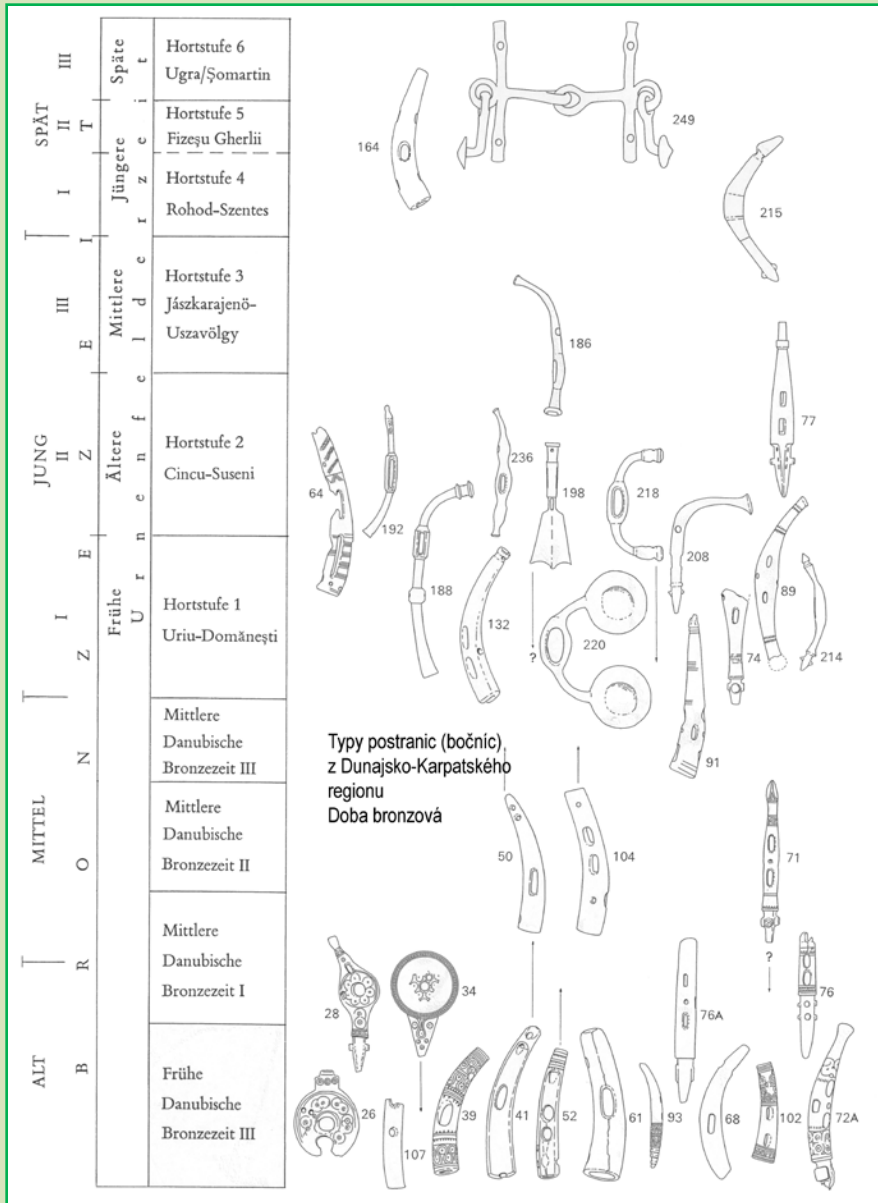 SPÄT
JUNG
MITTEL
ALT
III
II
I
III
II
I
BRONZEZEIT
Späte
Jüngere
Mittlere
Ältere
Frühe
Urnenfelderzeit
Hortstufe 6
Ugra/Şomartin
Hortstufe 5
Fizeşu Gherlii
Hortstufe 4
Rohod-Szentes
Hortstufe 3
Jászkarajenö-
Uszavölgy
Hortstufe 2
Cincu-Suseni
Hortstufe 1
Uriu-Domăneşti
Mittlere
Danubische
Bronzezeit III
Mittlere
Danubische
Bronzezeit II
Mittlere
Danubische
Bronzezeit I
Frühe
Danubische
Bronzezeit III
164
249
215
186
77
64
192
236
198
218
208
89
188
132
?
220
74
214
91
Typy postranic (bočnic)
z Dunajsko-Karpatského
regionu
Doba bronzová
50
104
71
?
28
34
76A
76
26
107
39
41
52
61
93
68
102
72A